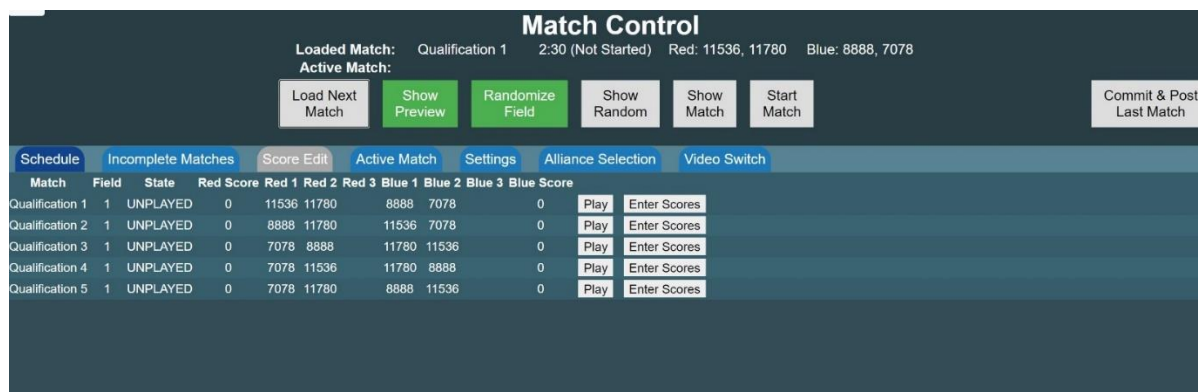 Match Control
Loaded Match: Qualification 1 2:30 (Not Started) Red: 11536, 11780 Blue: 8888, 7078
Active Match:
Load Next Match
Show Preview
Randomize Field
Show Random
Show Match
Start Match
Commit & Post Last Match
Schedule Incomplete Matches Score Edit Active Match Settings Alliance Selection Video Switch
Match Field State Red Score Red 1 Red 2 Red 3 Blue 1 Blue 2 Blue 3 Blue Score
Qualification 1 1 UNPLAYED 0 11536 11780 8888 7078 0 Play Enter Scores
Qualification 2 1 UNPLAYED 0 8888 11780 11536 7078 0 Play Enter Scores
Qualification 3 1 UNPLAYED 0 7078 8888 11780 11536 0 Play Enter Scores
Qualification 4 1 UNPLAYED 0 7078 11536 11780 8888 0 Play Enter Scores
Qualification 5 1 UNPLAYED 0 7078 11780 8888 11536 0 Play Enter Scores